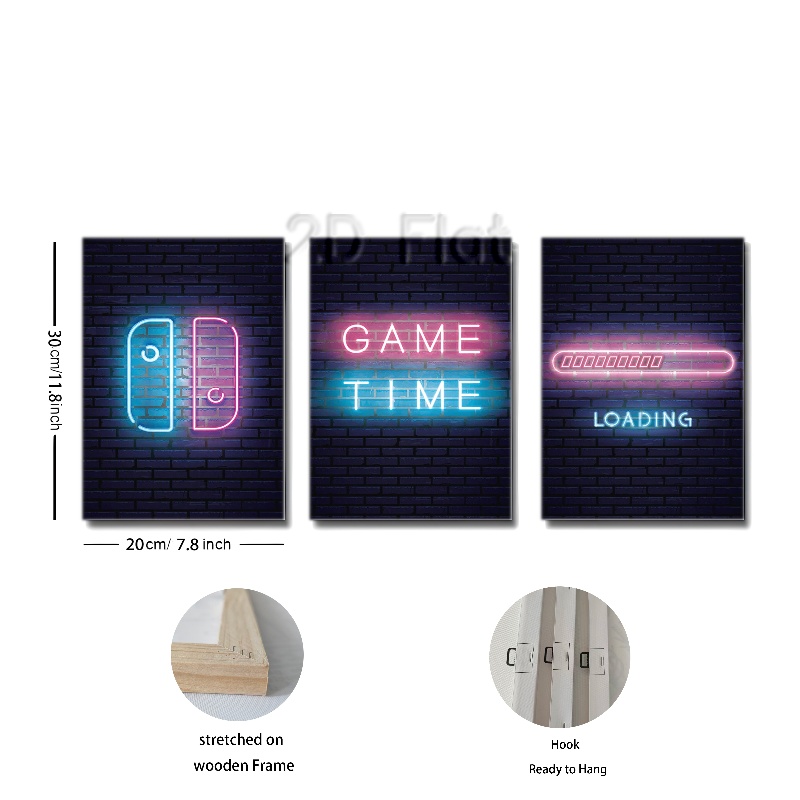 2D Flat
GAME
TIME
LOADING
30cm/11.8inch
20cm/ 7.8 inch
stretched on
wooden Frame
Hook
Ready to Hang